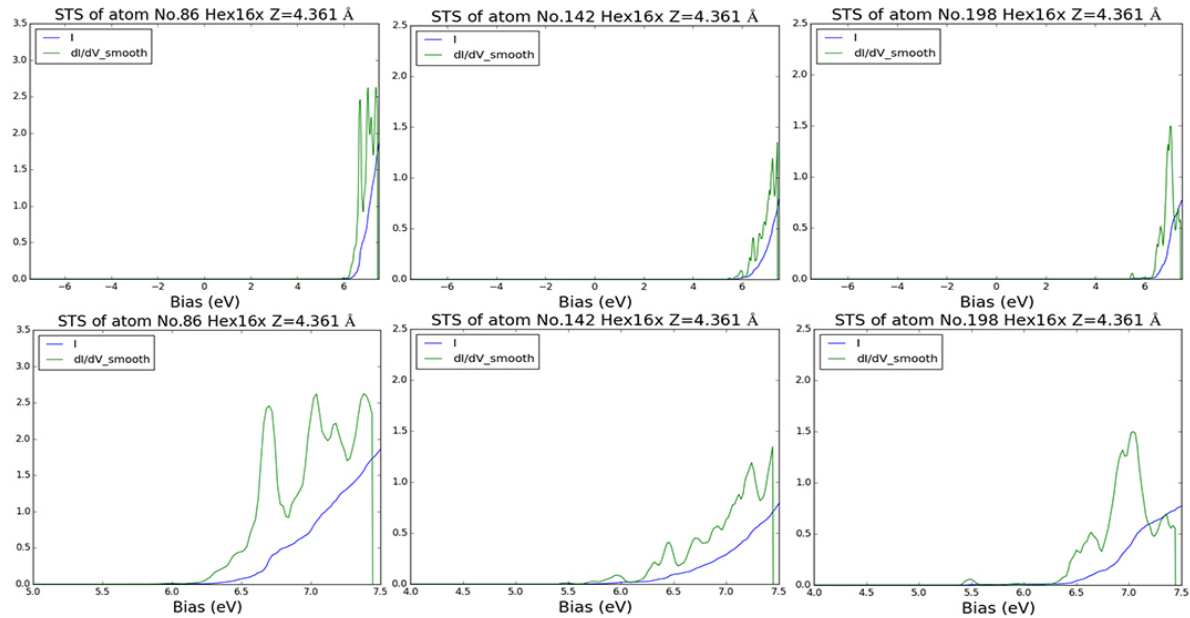 STS of atom No.86 Hex16x Z=4.361 Å
I
dI/dV_smooth
3.5
3.0
2.5
2.0
1.5
1.0
0.5
0.0
−6 −4 −2 0 2 4 6
Bias (eV)
STS of atom No.142 Hex16x Z=4.361 Å
I
dI/dV_smooth
2.5
2.0
1.5
1.0
0.5
0.0
−6 −4 −2 0 2 4 6
Bias (eV)
STS of atom No.198 Hex16x Z=4.361 Å
I
dI/dV_smooth
2.5
2.0
1.5
1.0
0.5
0.0
−6 −4 −2 0 2 4 6
Bias (eV)
STS of atom No.86 Hex16x Z=4.361 Å
I
dI/dV_smooth
3.5
3.0
2.5
2.0
1.5
1.0
0.5
0.0
5.0 5.5 6.0 6.5 7.0 7.5
Bias (eV)
STS of atom No.142 Hex16x Z=4.361 Å
I
dI/dV_smooth
2.5
2.0
1.5
1.0
0.5
0.0
4.0 4.5 5.0 5.5 6.0 6.5 7.0 7.5
Bias (eV)
STS of atom No.198 Hex16x Z=4.361 Å
I
dI/dV_smooth
2.5
2.0
1.5
1.0
0.5
0.0
4.0 4.5 5.0 5.5 6.0 6.5 7.0 7.5
Bias (eV)